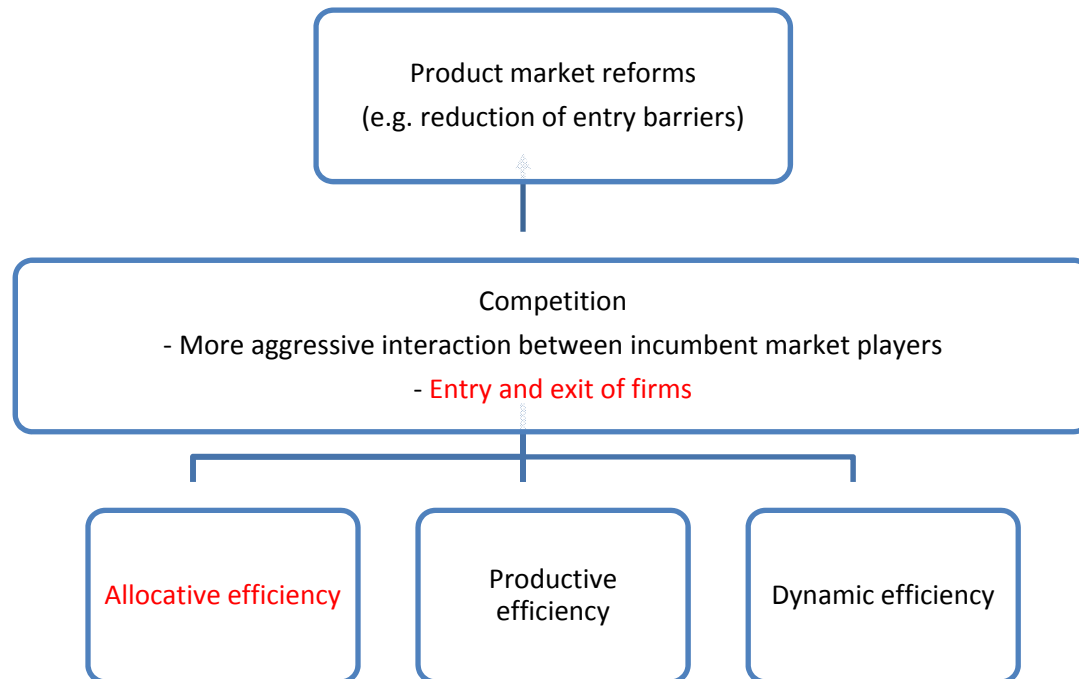 Product market reforms
(e.g. reduction of entry barriers)
Competition
- More aggressive interaction between incumbent market players
- Entry and exit of firms
Allocative efficiency
Productive
efficiency
Dynamic efficiency